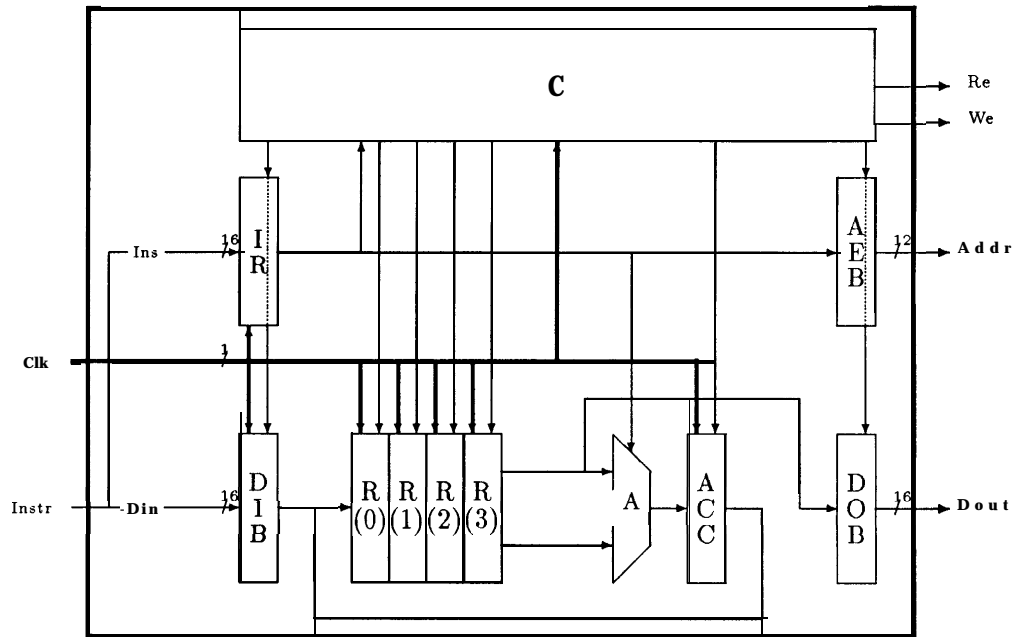 C
Re
We
16
Ins
I
R
A
E
B
12
Addr
Clk
1
Instr
Din
16
D
I
B
R
(0)
R
(1)
R
(2)
R
(3)
A
A
C
C
D
O
B
16
Dout